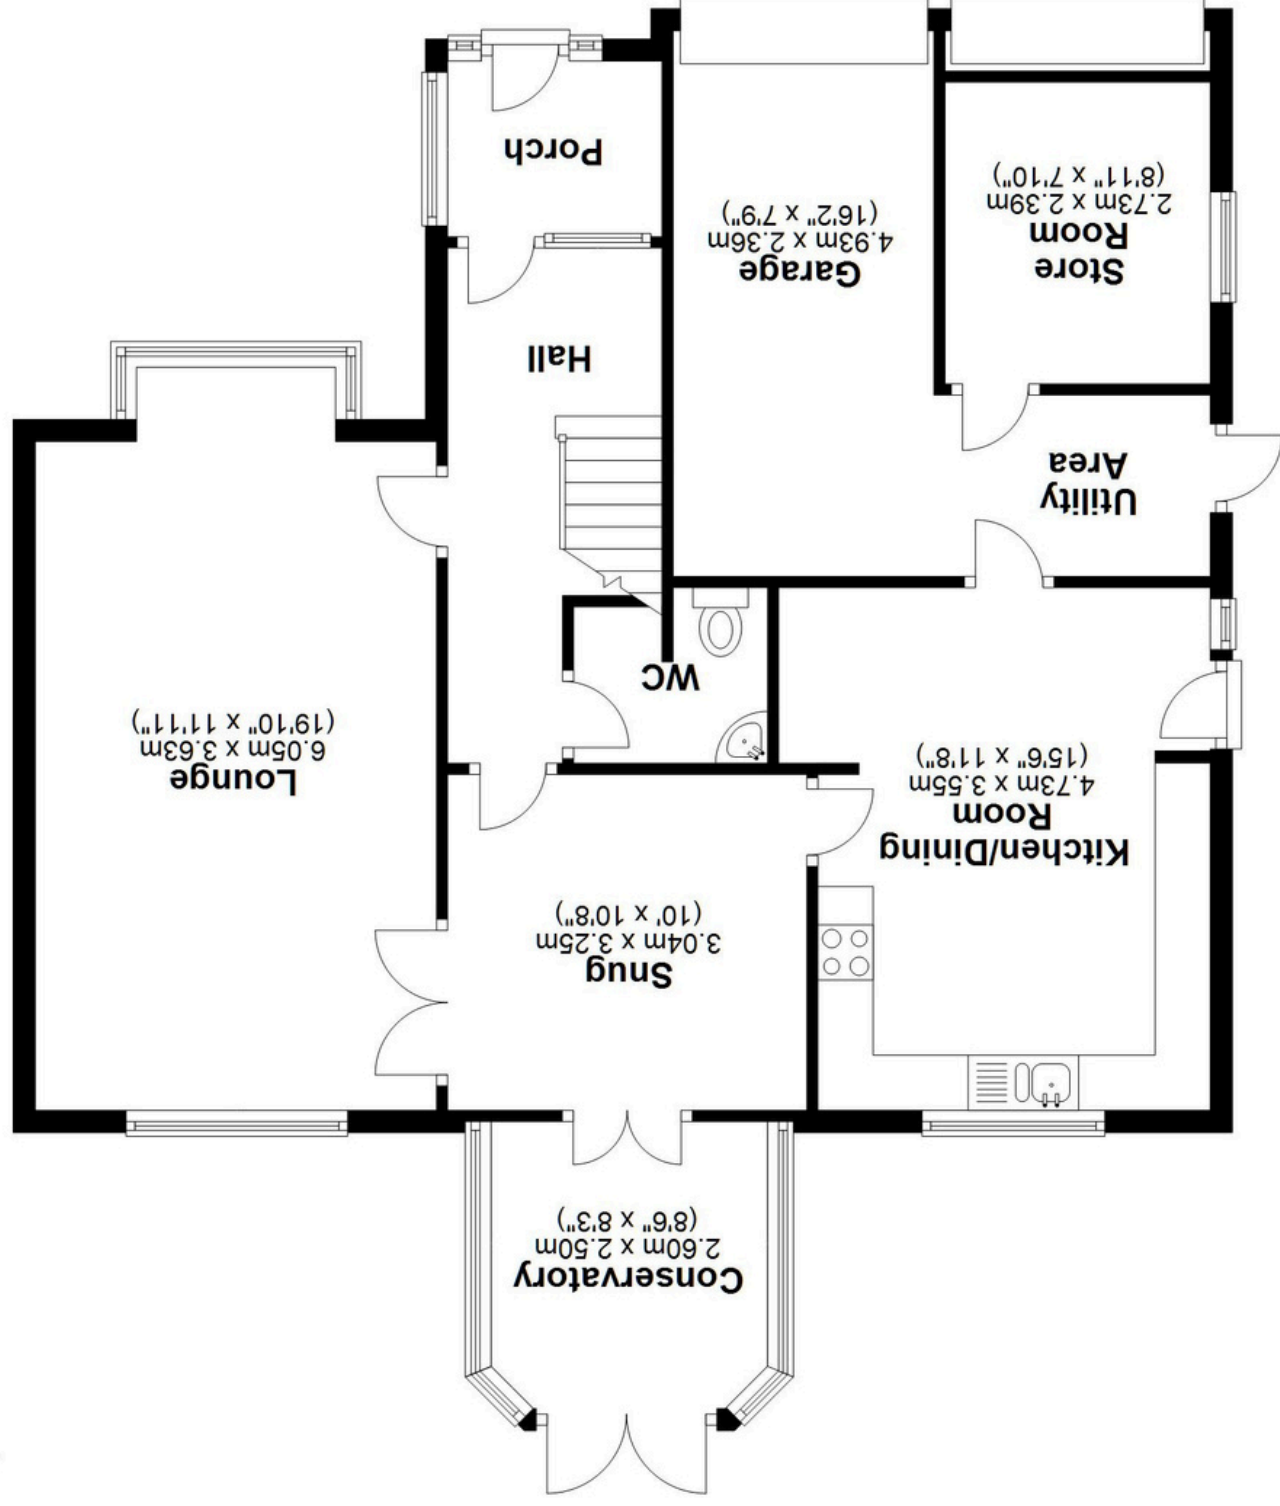 Conservatory
2.60m x 2.50m
(8'6" x 8'3")
Kitchen/Dining
Room
4.73m x 3.55m
(15'6" x 11'8")
Snug
3.04m x 3.25m
(10' x 10'8")
Lounge
6.05m x 3.63m
(19'10" x 11'11")
WC
Utility
Area
Hall
Store
Room
2.73m x 2.39m
(8'11" x 7'10")
Garage
4.93m x 2.36m
(16'2" x 7'9")
Porch